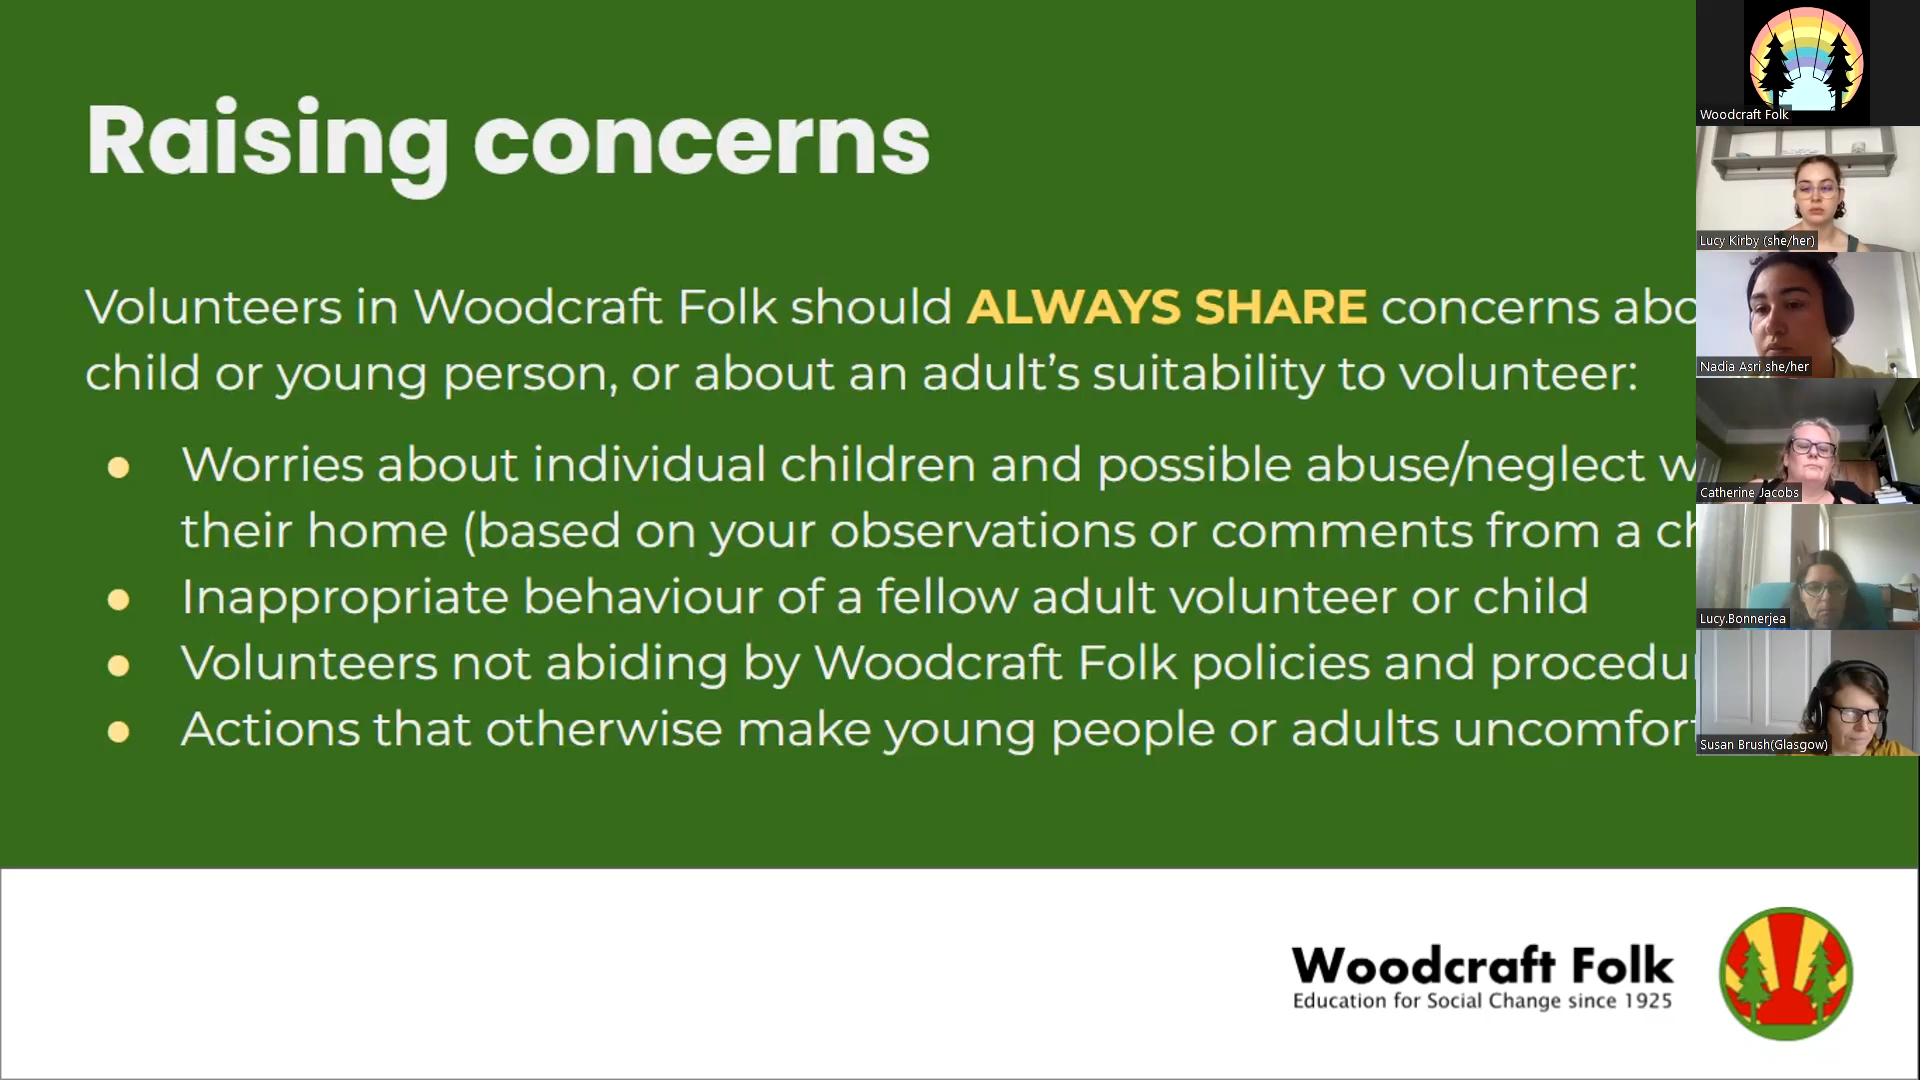 Raising concerns
Volunteers in Woodcraft Folk should ALWAYS SHARE concerns
child or young person, or about an adult’s suitability to volunteer:
● Worries about individual children and possible abuse/neglect
their home (based on your observations or comments from a
● Inappropriate behaviour of a fellow adult volunteer or child
● Volunteers not abiding by Woodcraft Folk policies and
● Actions that otherwise make young people or adults
Woodcraft Folk
Education for Social Change since 1925
Woodcraft Folk
Lucy Kirby (she/her)
Nadia Asri she/her
Catherine Jacobs
Lucy.Bonnerjea
Susan Brush(Glasgow)